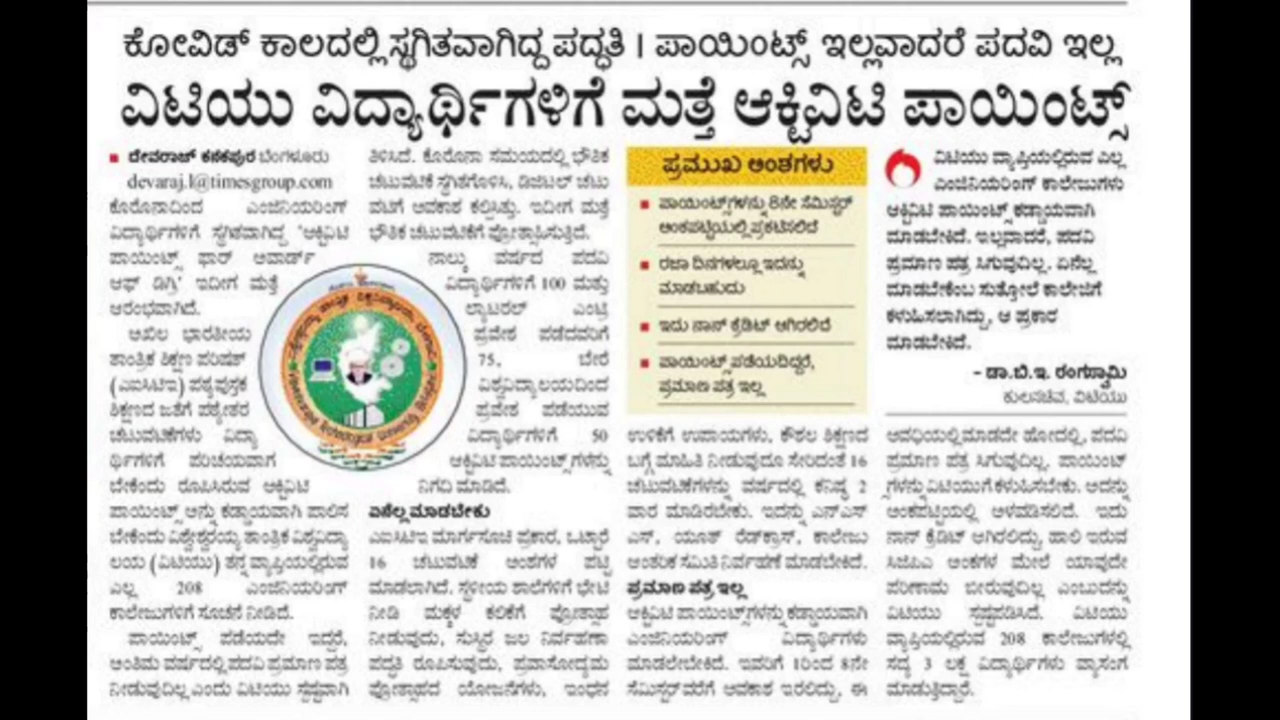 ಕೋವಿಡ್ ಕಾಲದಲ್ಲಿ ಸ್ಥಗಿತವಾಗಿದ್ದ ಪದ್ಧತಿ । ಪಾಯಿಂಟ್ಸ್ ಇಲ್ಲವಾದರೆ ಪದವಿ ಇಲ್ಲ
ವಿಟಿಯು ವಿದ್ಯಾರ್ಥಿಗಳಿಗೆ ಮತ್ತೆ ಆಕ್ಟಿವಿಟಿ ಪಾಯಿಂಟ್ಸ್
■ ದೇವರಾಜ್ ಕನಕಪುರ ಬೆಂಗಳೂರು
devaraj.l@timesgroup.com
ಕೊರೊನಾದಿಂದ ಎಂಜಿನಿಯರಿಂಗ್
ವಿದ್ಯಾರ್ಥಿಗಳಿಗೆ ಸ್ಥಗಿತವಾಗಿದ್ದ 'ಆಕ್ಟಿವಿಟಿ
ಪಾಯಿಂಟ್ಸ್ ಫಾರ್ ಅವಾರ್ಡ್
ಆಫ್ ಡಿಗ್ರಿ' ಇದೀಗ ಮತ್ತೆ
ಆರಂಭವಾಗಿದೆ.
ಅಖಿಲ ಭಾರತೀಯ
ತಾಂತ್ರಿಕ ಶಿಕ್ಷಣ ಪರಿಷತ್
(ಎಐಸಿಟಿಇ) ಪಠ್ಯಪುಸ್ತಕ
ಶಿಕ್ಷಣದ ಜತೆಗೆ ಪಠ್ಯೇತರ
ಚಟುವಟಿಕೆಗಳು ವಿದ್ಯಾ
ರ್ಥಿಗಳಿಗೆ ಪರಿಚಯವಾಗ
ಬೇಕೆಂದು ರೂಪಿಸಿರುವ ಆಕ್ಟಿವಿಟಿ
ಪಾಯಿಂಟ್ಸ್ ಅನ್ನು ಕಡ್ಡಾಯವಾಗಿ ಪಾಲಿಸ
ಬೇಕೆಂದು ವಿಶ್ವೇಶ್ವರಯ್ಯ ತಾಂತ್ರಿಕ ವಿಶ್ವವಿದ್ಯಾ
ಲಯ (ವಿಟಿಯು) ತನ್ನ ವ್ಯಾಪ್ತಿಯಲ್ಲಿರುವ
ಎಲ್ಲ 208 ಎಂಜಿನಿಯರಿಂಗ್
ಕಾಲೇಜುಗಳಿಗೆ ಸೂಚನೆ ನೀಡಿದೆ.
ಪಾಯಿಂಟ್ಸ್ ಪಡೆಯದೇ ಇದ್ದರೆ,
ಅಂತಿಮ ವರ್ಷದಲ್ಲಿ ಪದವಿ ಪ್ರಮಾಣ ಪತ್ರ
ನೀಡುವುದಿಲ್ಲ ಎಂದು ವಿಟಿಯು ಸ್ಪಷ್ಟವಾಗಿ
ತಿಳಿಸಿದೆ. ಕೊರೊನಾ ಸಮಯದಲ್ಲಿ ಭೌತಿಕ
ಚಟುವಟಿಕೆ ಸ್ಥಗಿತಗೊಳಿಸಿ, ಡಿಜಿಟಲ್ ಚಟು
ವಟಿಗೆ ಅವಕಾಶ ಕಲ್ಪಿಸಿತ್ತು. ಇದೀಗ ಮತ್ತೆ
ಭೌತಿಕ ಚಟುವಟಿಕೆಗೆ ಪ್ರೋತ್ಸಾಹಿಸುತ್ತಿದೆ.
ನಾಲ್ಕು ವರ್ಷದ ಪದವಿ
ವಿದ್ಯಾರ್ಥಿಗಳಿಗೆ 100 ಮತ್ತು
ಲ್ಯಾಟರಲ್ ಎಂಟ್ರಿ
ಪ್ರವೇಶ ಪಡೆದವರಿಗೆ
75, ಬೇರೆ
ವಿಶ್ವವಿದ್ಯಾಲಯದಿಂದ
ಪ್ರವೇಶ ಪಡೆಯುವ
ವಿದ್ಯಾರ್ಥಿಗಳಿಗೆ 50
ಆಕ್ಟಿವಿಟಿ ಪಾಯಿಂಟ್ಸ್‌ಗಳನ್ನು
ನಿಗದಿ ಮಾಡಿದೆ.
ಏನೆಲ್ಲ ಮಾಡಬೇಕು
ಎಐಸಿಟಿಇ ಮಾರ್ಗಸೂಚಿ ಪ್ರಕಾರ, ಒಟ್ಟಾರೆ
16 ಚಟುವಟಿಕೆ ಅಂಶಗಳ ಪಟ್ಟಿ
ಮಾಡಲಾಗಿದೆ. ಸ್ಥಳೀಯ ಶಾಲೆಗಳಿಗೆ ಭೇಟಿ
ನೀಡಿ ಮಕ್ಕಳ ಕಲಿಕೆಗೆ ಪ್ರೋತ್ಸಾಹ
ನೀಡುವುದು, ಸುಸ್ಥಿರ ಜಲ ನಿರ್ವಹಣಾ
ಪದ್ಧತಿ ರೂಪಿಸುವುದು, ಪ್ರವಾಸೋದ್ಯಮ
ಪ್ರೋತ್ಸಾಹದ ಯೋಜನೆಗಳು, ಇಂಧನ
ಪ್ರಮುಖ ಅಂಶಗಳು
■ ಪಾಯಿಂಟ್ಸ್‌ಗಳನ್ನು 8ನೇ ಸೆಮಿಸ್ಟರ್
ಅಂಕಪಟ್ಟಿಯಲ್ಲಿ ಪ್ರಕಟಿಸಲಿದೆ
■ ರಜಾ ದಿನಗಳಲ್ಲೂ ಇದನ್ನು
ಮಾಡಬಹುದು
■ ಇದು ನಾನ್ ಕ್ರೆಡಿಟ್ ಆಗಿರಲಿದೆ
■ ಪಾಯಿಂಟ್ಸ್ ಪಡೆಯದಿದ್ದರೆ,
ಪ್ರಮಾಣ ಪತ್ರ ಇಲ್ಲ
ಉಳಿಕೆಗೆ ಉಪಾಯಗಳು, ಕೌಶಲ ಶಿಕ್ಷಣದ
ಬಗ್ಗೆ ಮಾಹಿತಿ ನೀಡುವುದೂ ಸೇರಿದಂತೆ 16
ಚಟುವಟಿಕೆಗಳನ್ನು ವರ್ಷದಲ್ಲಿ ಕನಿಷ್ಠ 2
ವಾರ ಮಾಡಿರಬೇಕು. ಇದನ್ನು ಎನ್‌ಎಸ್
ಎಸ್, ಯೂತ್ ರೆಡ್‌ಕ್ರಾಸ್, ಕಾಲೇಜು
ಆಂತರಿಕ ಸಮಿತಿ ನಿರ್ವಹಣೆ ಮಾಡಬೇಕಿದೆ.
ಪ್ರಮಾಣ ಪತ್ರ ಇಲ್ಲ
ಆಕ್ಟಿವಿಟಿ ಪಾಯಿಂಟ್ಸ್‌ಗಳನ್ನು ಕಡ್ಡಾಯವಾಗಿ
ಎಂಜಿನಿಯರಿಂಗ್ ವಿದ್ಯಾರ್ಥಿಗಳು
ಮಾಡಲೇಬೇಕಿದೆ. ಇವರಿಗೆ 1ರಿಂದ 8ನೇ
ಸೆಮಿಸ್ಟರ್‌ವರೆಗೆ ಅವಕಾಶ ಇರಲಿದ್ದು, ಈ
ವಿಟಿಯು ವ್ಯಾಪ್ತಿಯಲ್ಲಿರುವ ಎಲ್ಲ
ಎಂಜಿನಿಯರಿಂಗ್ ಕಾಲೇಜುಗಳು
ಆಕ್ಟಿವಿಟಿ ಪಾಯಿಂಟ್ಸ್ ಕಡ್ಡಾಯವಾಗಿ
ಮಾಡಬೇಕಿದೆ. ಇಲ್ಲವಾದರೆ, ಪದವಿ
ಪ್ರಮಾಣ ಪತ್ರ ಸಿಗುವುದಿಲ್ಲ. ಏನೆಲ್ಲ
ಮಾಡಬೇಕೆಂಬ ಸುತ್ತೋಲೆ ಕಾಲೇಜಿಗೆ
ಕಳುಹಿಸಲಾಗಿದ್ದು, ಆ ಪ್ರಕಾರ
ಮಾಡಬೇಕಿದೆ.
- ಡಾ.ಬಿ.ಇ. ರಂಗಸ್ವಾಮಿ
ಕುಲಸಚಿವ, ವಿಟಿಯು
ಅವಧಿಯಲ್ಲಿ ಮಾಡದೇ ಹೋದಲ್ಲಿ, ಪದವಿ
ಪ್ರಮಾಣ ಪತ್ರ ಸಿಗುವುದಿಲ್ಲ. ಪಾಯಿಂಟ್
ಸ್‌ಗಳನ್ನು ವಿಟಿಯುಗೆ ಕಳುಹಿಸಬೇಕು. ಅದನ್ನು
ಅಂಕಪಟ್ಟಿಯಲ್ಲಿ ಅಳವಡಿಸಲಿದೆ. ಇದು
ನಾನ್ ಕ್ರೆಡಿಟ್ ಆಗಿರಲಿದ್ದು, ಹಾಲಿ ಇರುವ
ಸಿಜಿಪಿಎ ಅಂಕಗಳ ಮೇಲೆ ಯಾವುದೇ
ಪರಿಣಾಮ ಬೀರುವುದಿಲ್ಲ ಎಂಬುದನ್ನು
ವಿಟಿಯು ಸ್ಪಷ್ಟಪಡಿಸಿದೆ. ವಿಟಿಯು
ವ್ಯಾಪ್ತಿಯಲ್ಲಿರುವ 208 ಕಾಲೇಜುಗಳಲ್ಲಿ
ಸದ್ಯ 3 ಲಕ್ಷ ವಿದ್ಯಾರ್ಥಿಗಳು ವ್ಯಾಸಂಗ
ಮಾಡುತ್ತಿದ್ದಾರೆ.